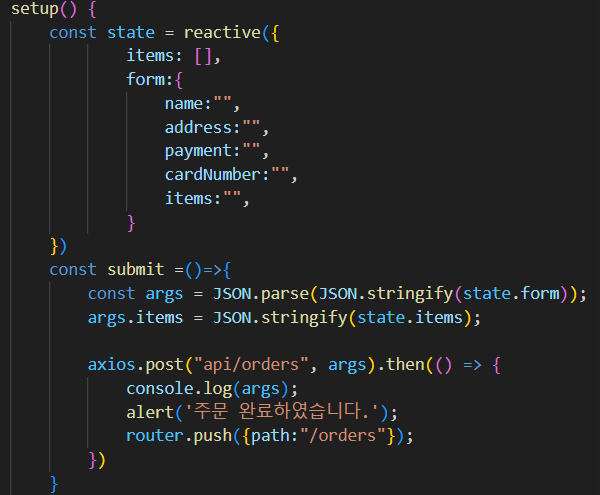 setup() {
const state = reactive({
items: [],
form:{
name:"",
address:"",
payment:"",
cardNumber:"",
items:"",
}
})
const submit =()=>{
const args = JSON.parse(JSON.stringify(state.form));
args.items = JSON.stringify(state.items);
axios.post("api/orders", args).then(() => {
console.log(args);
alert('주문 완료하였습니다.');
router.push({path:"/orders"});
})
}